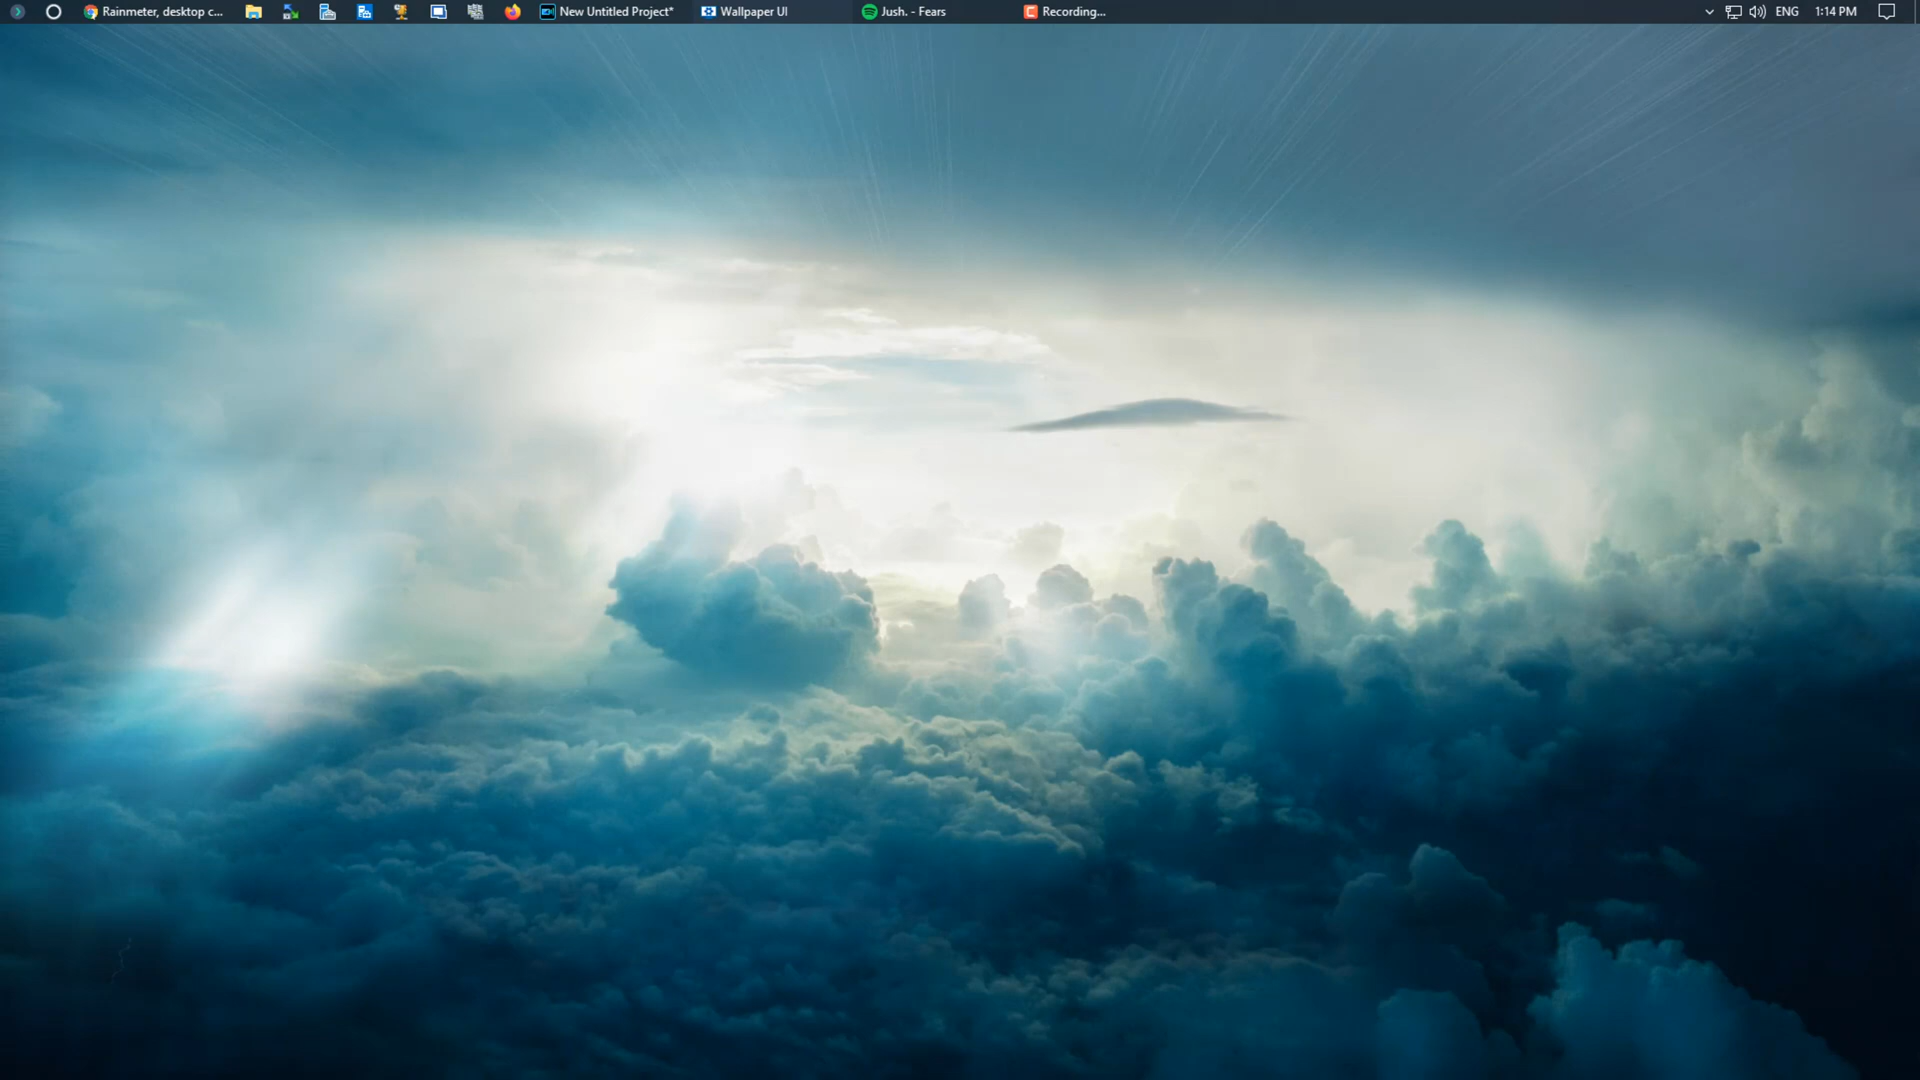 Rainmeter, desktop c...
New Untitled Project*
Wallpaper UI
Jush. - Fears
Recording...
ENG
1:14 PM